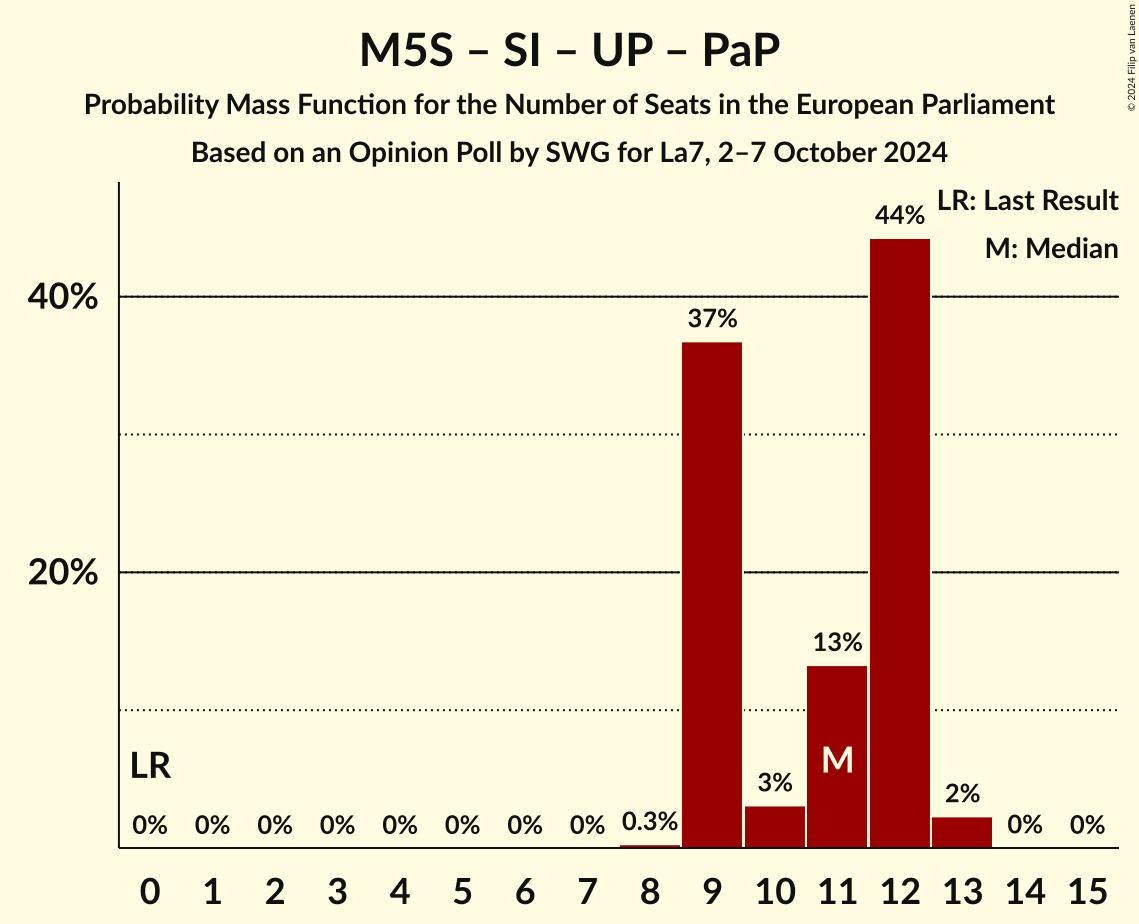 M5S – SI – UP – PaP
Probability Mass Function for the Number of Seats in the European Parliament
Based on an Opinion Poll by SWG for La7, 2–7 October 2024
© 2024 Filip van Laenen
LR: Last Result
M: Median
40%
20%
LR
M
0% 0% 0% 0% 0% 0% 0% 0% 0.3% 37% 3% 13% 44% 2% 0% 0%
0 1 2 3 4 5 6 7 8 9 10 11 12 13 14 15